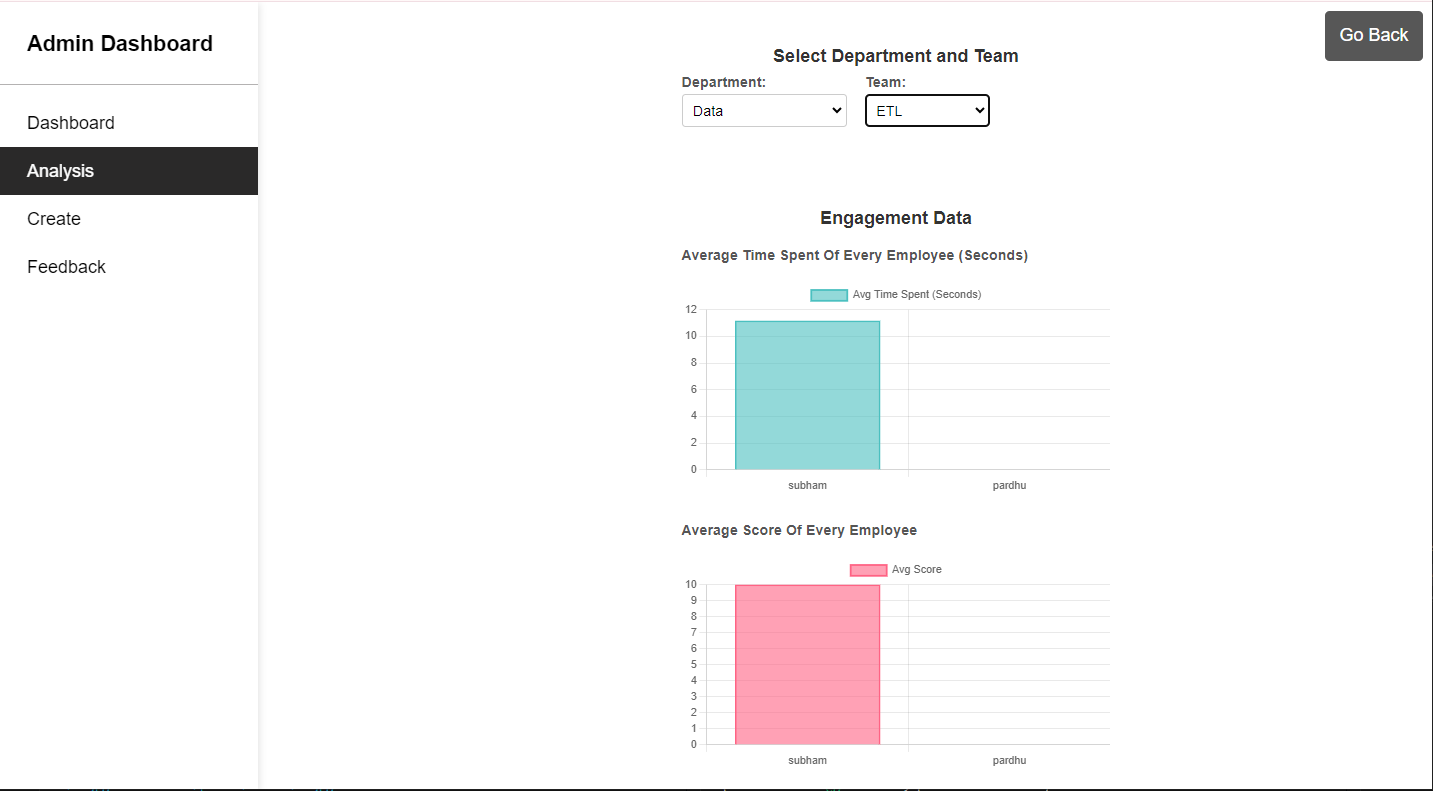 Admin Dashboard
Dashboard
Analysis
Create
Feedback
Go Back
Select Department and Team
Department:
Team:
Data
ETL
Engagement Data
Average Time Spent Of Every Employee (Seconds)
Avg Time Spent (Seconds)
12
10
8
6
4
2
0
subham
pardhu
Average Score Of Every Employee
Avg Score
10
9
8
7
6
5
4
3
2
1
0
subham
pardhu